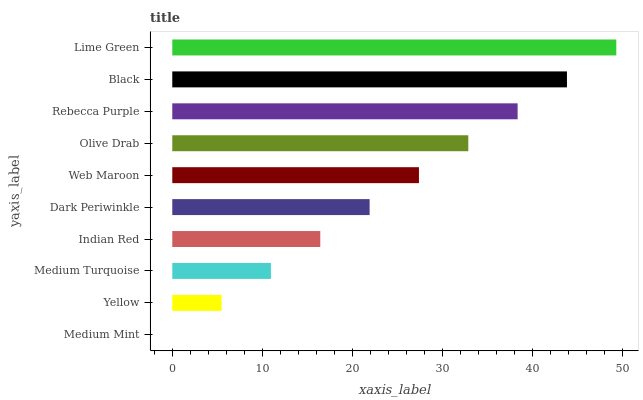 title
Lime Green
Black
Rebecca Purple
Olive Drab
Web Maroon
Dark Periwinkle
Indian Red
Medium Turquoise
Yellow
Medium Mint
yaxis_label
0 10 20 30 40 50
xaxis_label